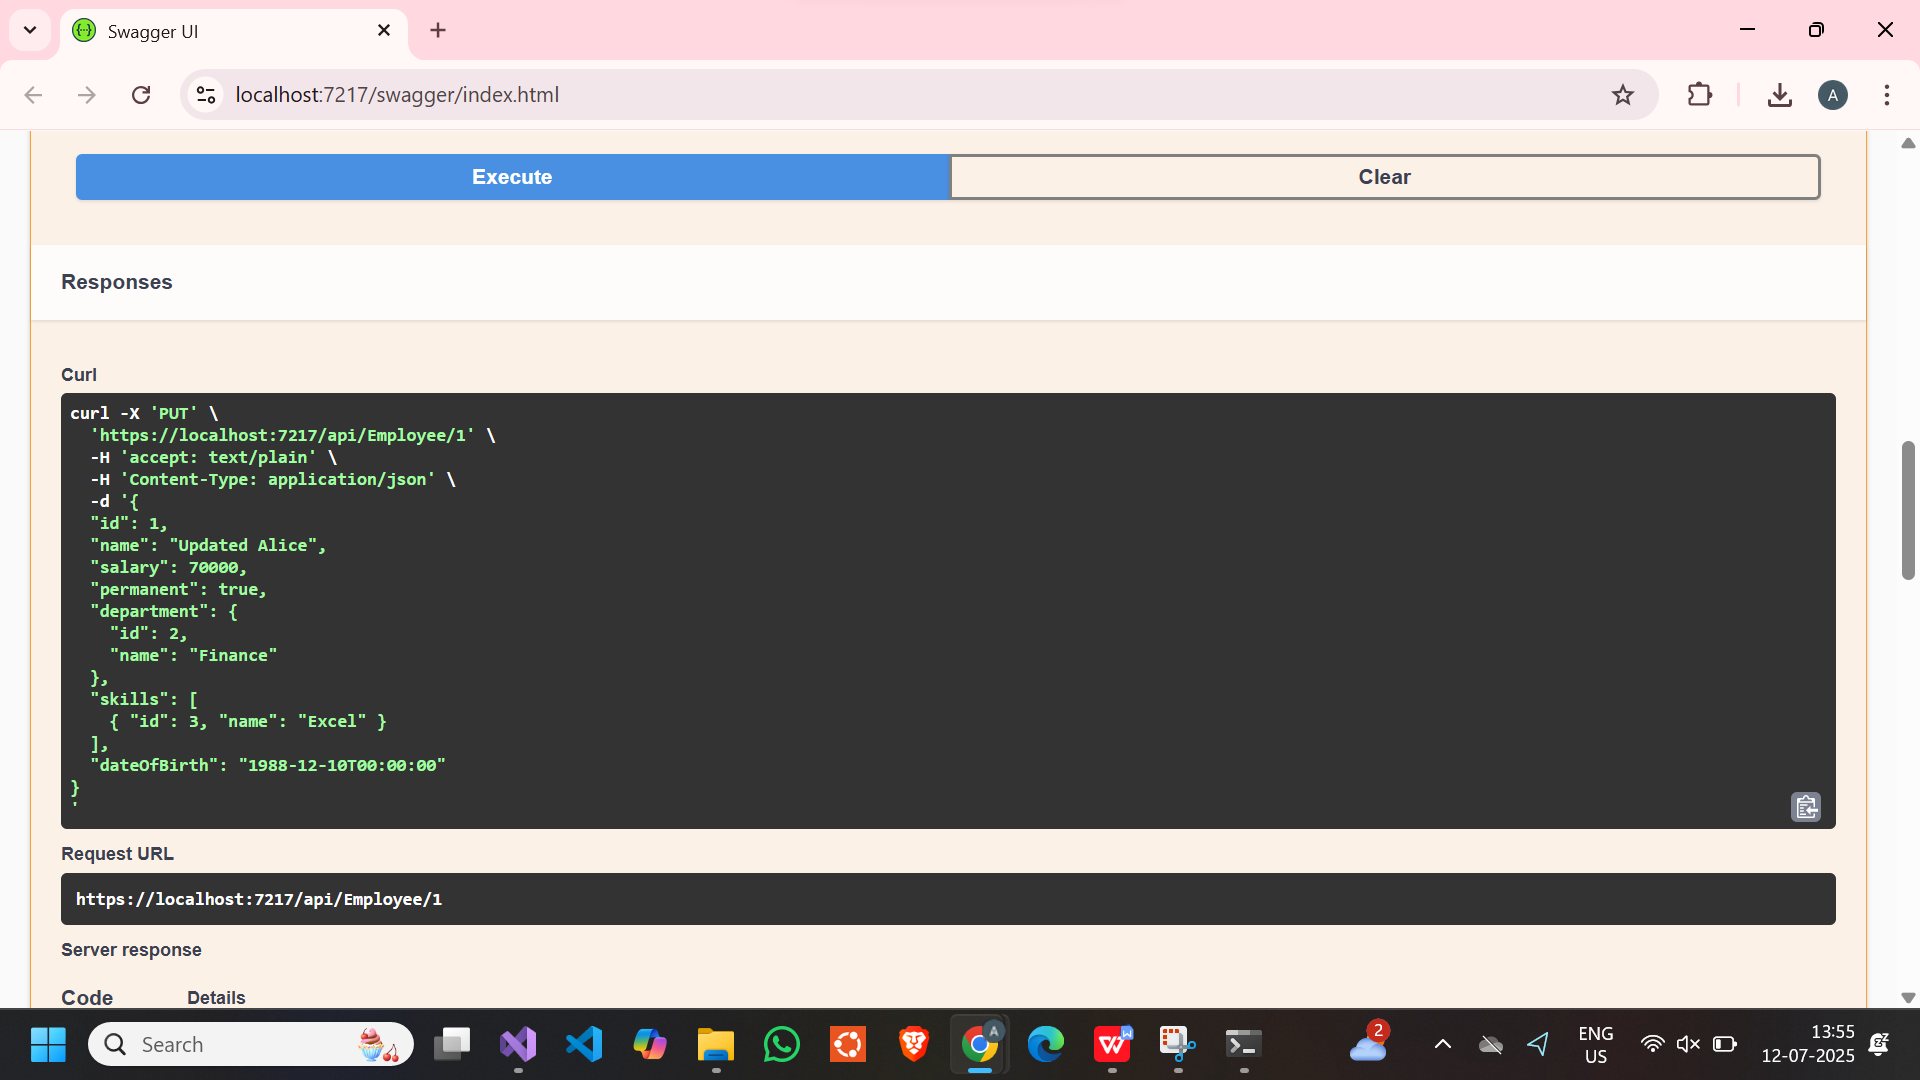 Swagger UI
localhost:7217/swagger/index.html
A
Execute
Clear
Responses
Curl
curl -X 'PUT' \
  'https://localhost:7217/api/Employee/1' \
  -H 'accept: text/plain' \
  -H 'Content-Type: application/json' \
  -d '{
  "id": 1,
  "name": "Updated Alice",
  "salary": 70000,
  "permanent": true,
  "department": {
    "id": 2,
    "name": "Finance"
  },
  "skills": [
    { "id": 3, "name": "Excel" }
  ],
  "dateOfBirth": "1988-12-10T00:00:00"
}
'
Request URL
https://localhost:7217/api/Employee/1
Server response
Code
Details
Search
A
W
2
ENG
US
13:55
12-07-2025